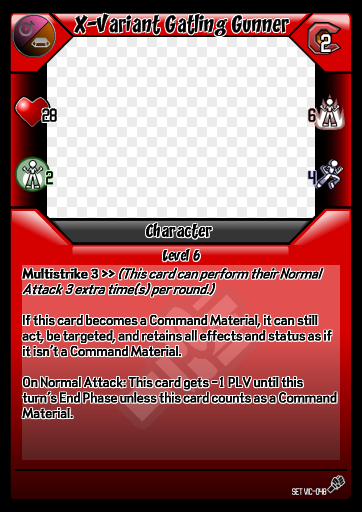 X-Variant Gatling Gunner
2
28
6
2
4
Character
Level 6
Multistrike 3 >> (This card can perform their Normal
Attack 3 extra time(s) per round.)
If this card becomes a Command Material, it can still
act, be targeted, and retains all effects and status as if
it isn't a Command Material.
On Normal Attack: This card gets -1 PLV until this
turn's End Phase unless this card counts as a Command
Material.
SET VIC-048